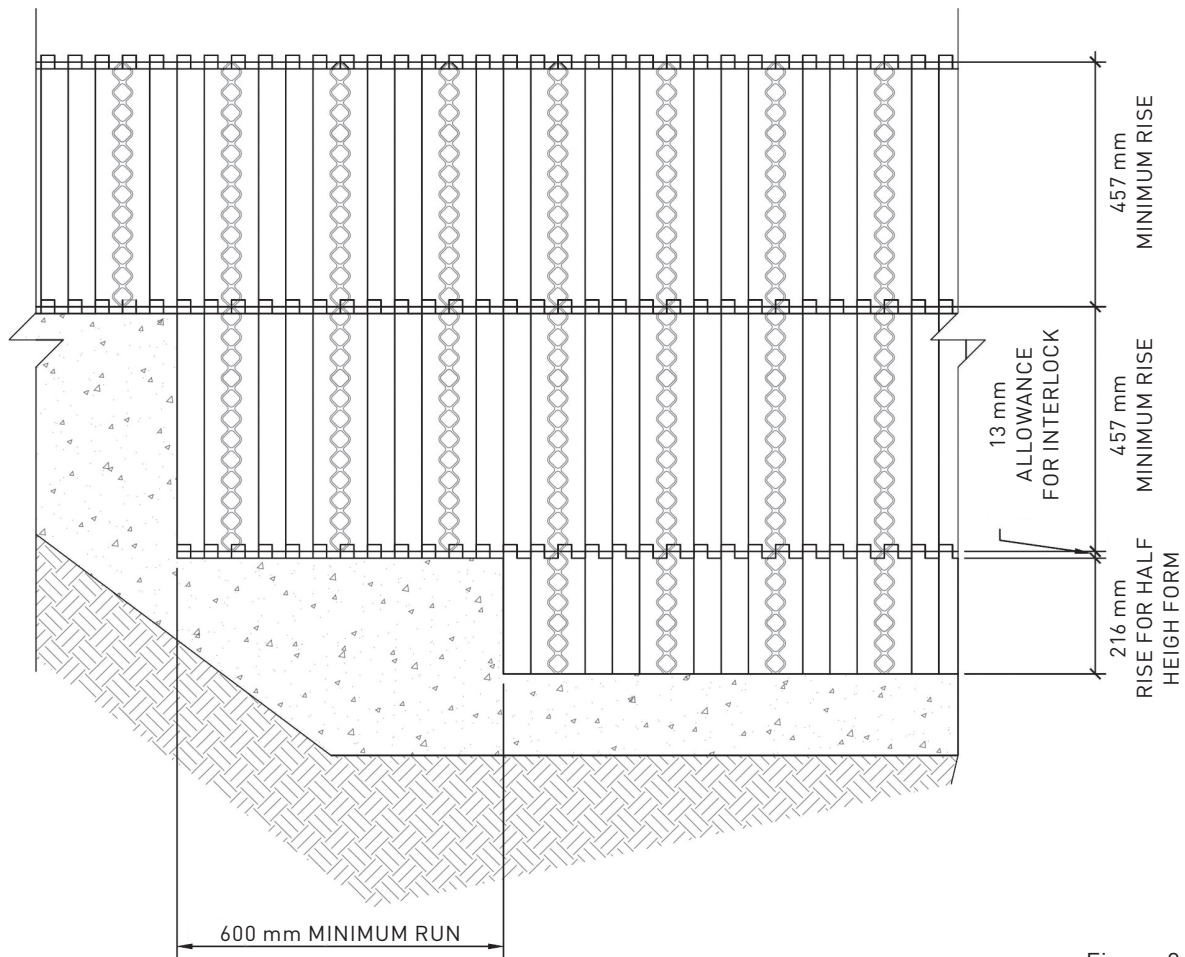 457 mm
MINIMUM RISE
457 mm
MINIMUM RISE
13 mm
ALLOWANCE
FOR INTERLOCK
216 mm
RISE FOR HALF
HEIGH FORM
600 mm MINIMUM RUN